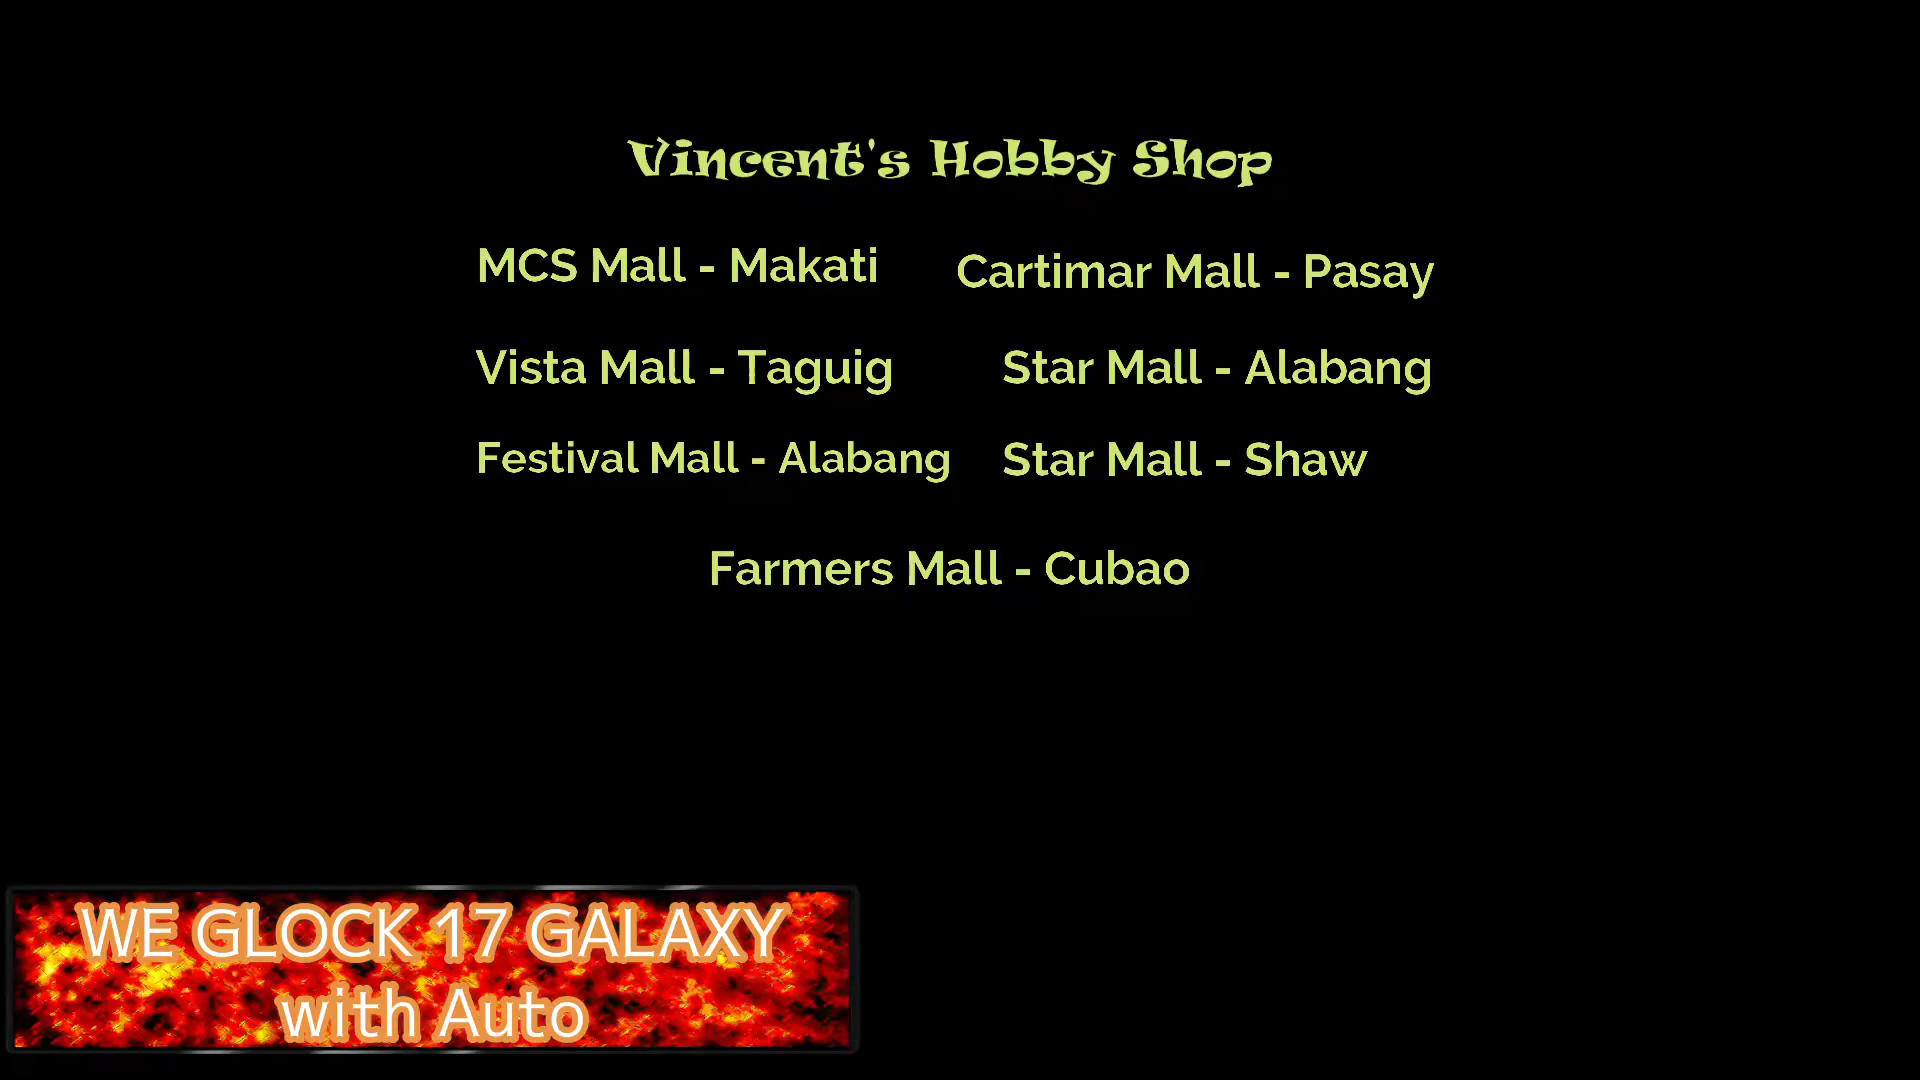 Vincent's Hobby Shop
MCS Mall - Makati
Cartimar Mall - Pasay
Vista Mall - Taguig
Star Mall - Alabang
Festival Mall - Alabang
Star Mall - Shaw
Farmers Mall - Cubao
WE GLOCK 17 GALAXY
with Auto